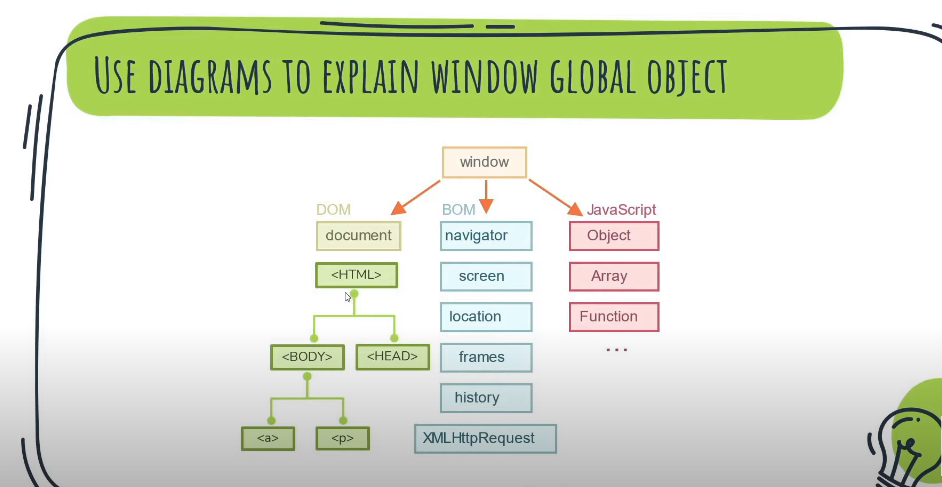 USE DIAGRAMS TO EXPLAIN WINDOW GLOBAL OBJECT
window
DOM
BOM
JavaScript
document
navigator
Object
<HTML>
screen
Array
location
Function
<BODY>
<HEAD>
frames
...
history
<a>
<p>
XMLHttpRequest